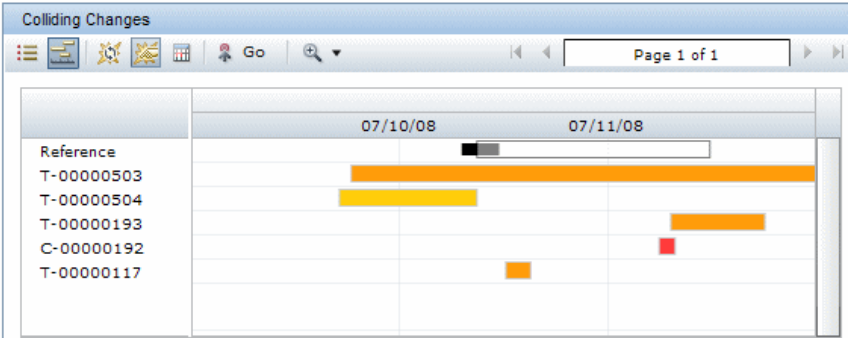 Colliding Changes
Go
Page 1 of 1
07/10/08 07/11/08
Reference
T-00000503
T-00000504
T-00000193
C-00000192
T-00000117